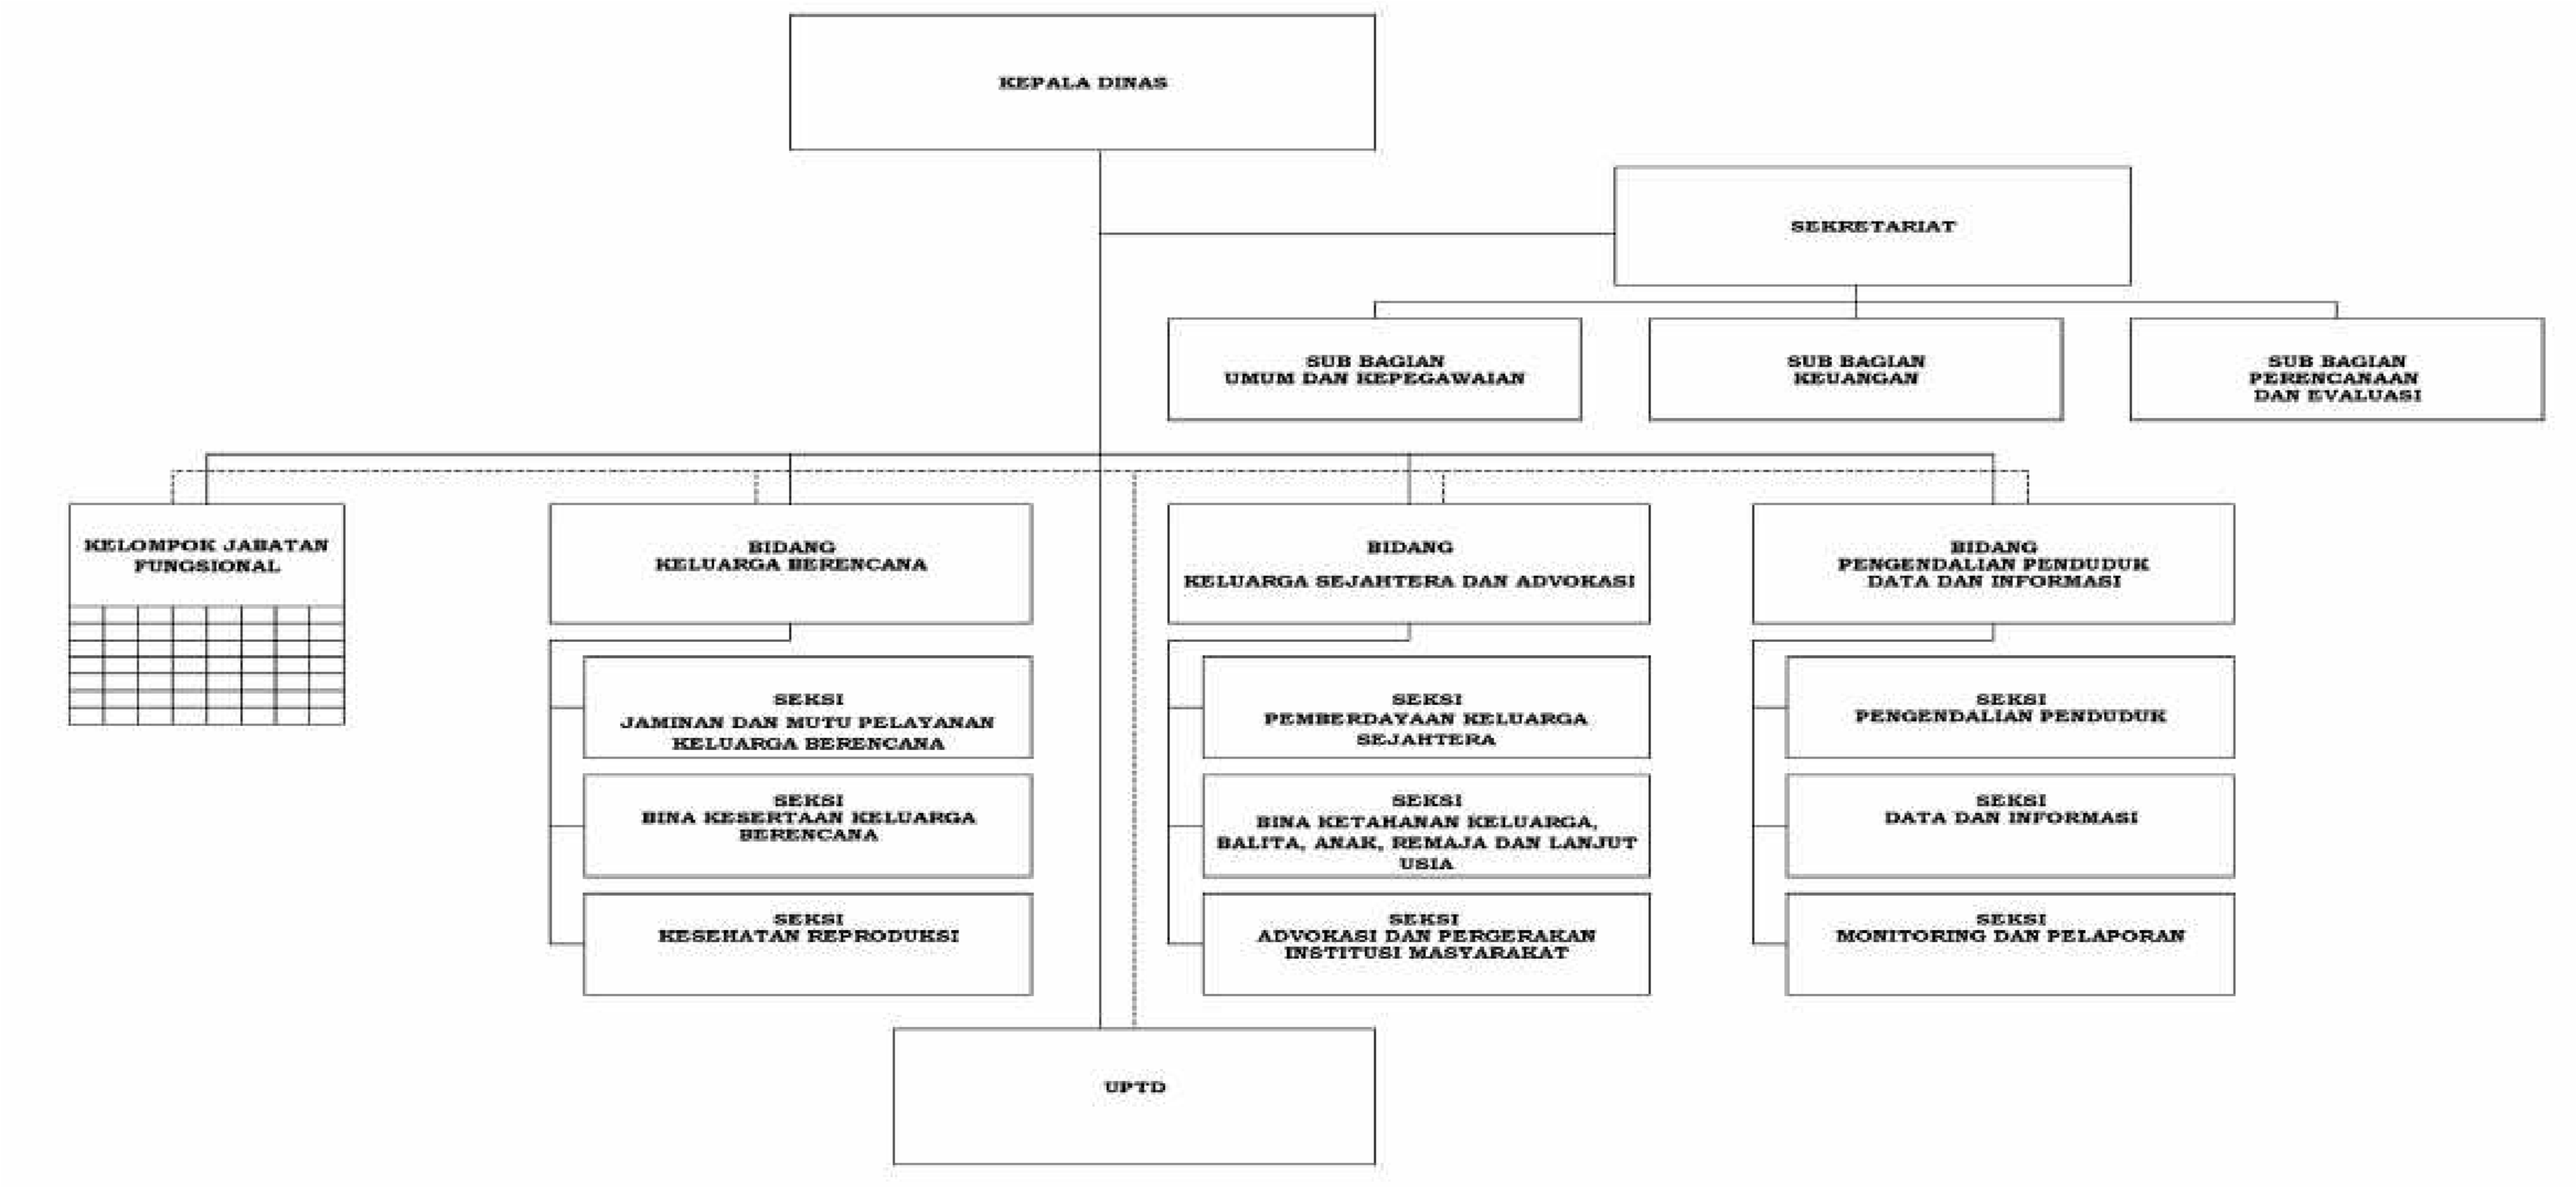 KEPALA DINAS
SEKRETARIAT
SUB BAGIAN
UMUM DAN KEPEGAWAIAN
SUB BAGIAN
KEUANGAN
SUB BAGIAN
PERENCANAAN
DAN EVALUASI
KELOMPOK JABATAN
FUNGSIONAL
BIDANG
KELUARGA BERENCANA
BIDANG
KELUARGA SEJAHTERA DAN ADVOKASI
BIDANG
PENGENDALIAN PENDUDUK
DATA DAN INFORMASI
SEKSI
JAMINAN DAN MUTU PELAYANAN
KELUARGA BERENCANA
SEKSI
BINA KESERTAAN KELUARGA
BERENCANA
SEKSI
KESEHATAN REPRODUKSI
SEKSI
PEMBERDAYAAN KELUARGA
SEJAHTERA
SEKSI
BINA KETAHANAN KELUARGA,
BALITA, ANAK, REMAJA DAN LANJUT
USIA
SEKSI
ADVOKASI DAN PERGERAKAN
INSTITUSI MASYARAKAT
SEKSI
PENGENDALIAN PENDUDUK
SEKSI
DATA DAN INFORMASI
SEKSI
MONITORING DAN PELAPORAN
UPTD